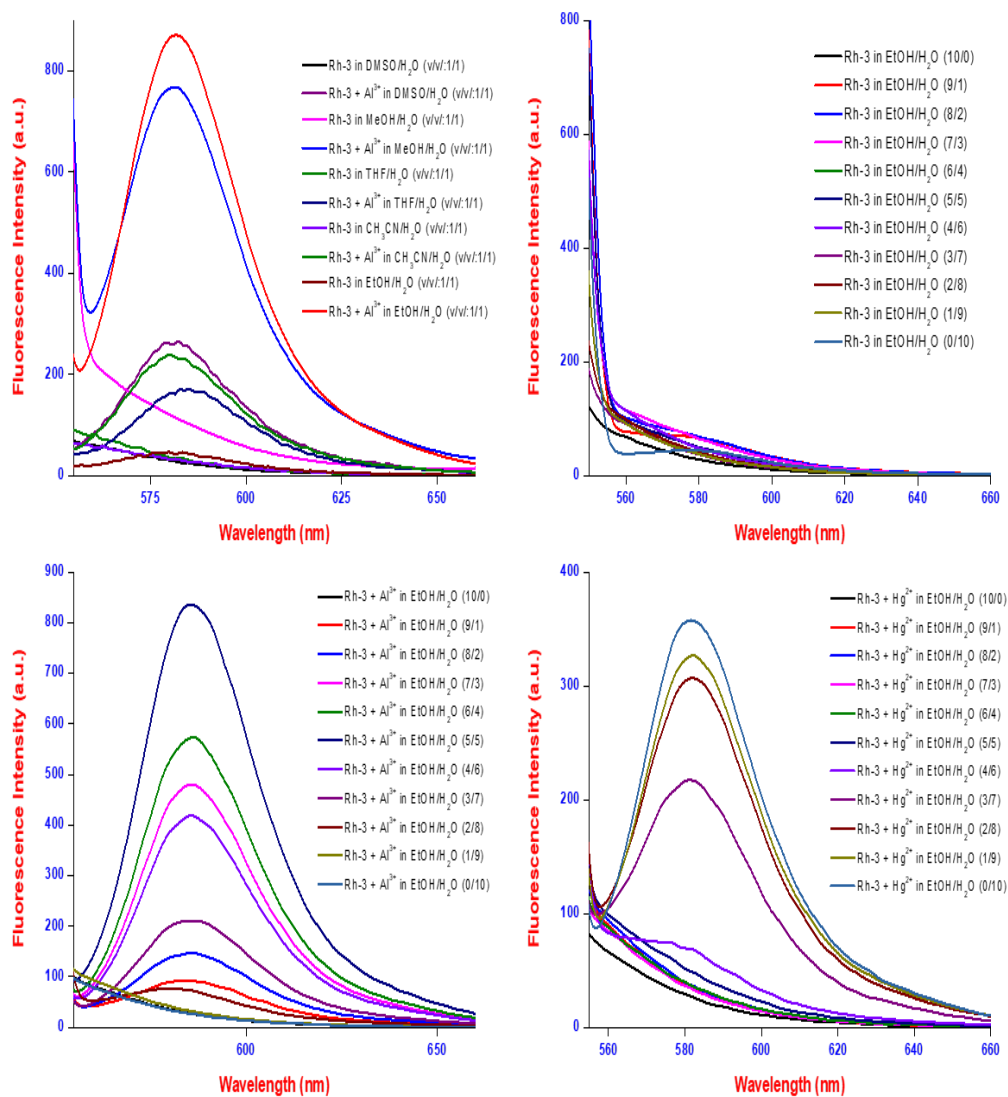 Fluorescence Intensity (a.u.)
800
600
400
200
0
575
600
625
650
Wavelength (nm)
Rh-3 in DMSO/H2O (v/v/:1/1)
Rh-3 + Al3+ in DMSO/H2O (v/v/:1/1)
Rh-3 in MeOH/H2O (v/v/:1/1)
Rh-3 + Al3+ in MeOH/H2O (v/v/:1/1)
Rh-3 in THF/H2O (v/v/:1/1)
Rh-3 + Al3+ in THF/H2O (v/v/:1/1)
Rh-3 in CH3CN/H2O (v/v/:1/1)
Rh-3 + Al3+ in CH3CN/H2O (v/v/:1/1)
Rh-3 in EtOH/H2O (v/v/:1/1)
Rh-3 + Al3+ in EtOH/H2O (v/v/:1/1)
Fluorescence Intensity (a.u.)
800
600
400
200
0
560
580
600
620
640
660
Wavelength (nm)
Rh-3 in EtOH/H2O (10/0)
Rh-3 in EtOH/H2O (9/1)
Rh-3 in EtOH/H2O (8/2)
Rh-3 in EtOH/H2O (7/3)
Rh-3 in EtOH/H2O (6/4)
Rh-3 in EtOH/H2O (5/5)
Rh-3 in EtOH/H2O (4/6)
Rh-3 in EtOH/H2O (3/7)
Rh-3 in EtOH/H2O (2/8)
Rh-3 in EtOH/H2O (1/9)
Rh-3 in EtOH/H2O (0/10)
Fluorescence Intensity (a.u.)
900
800
700
600
500
400
300
200
100
0
600
650
Wavelength (nm)
Rh-3 + Al3+ in EtOH/H2O (10/0)
Rh-3 + Al3+ in EtOH/H2O (9/1)
Rh-3 + Al3+ in EtOH/H2O (8/2)
Rh-3 + Al3+ in EtOH/H2O (7/3)
Rh-3 + Al3+ in EtOH/H2O (6/4)
Rh-3 + Al3+ in EtOH/H2O (5/5)
Rh-3 + Al3+ in EtOH/H2O (4/6)
Rh-3 + Al3+ in EtOH/H2O (3/7)
Rh-3 + Al3+ in EtOH/H2O (2/8)
Rh-3 + Al3+ in EtOH/H2O (1/9)
Rh-3 + Al3+ in EtOH/H2O (0/10)
Fluorescence Intensity (a.u.)
400
300
200
100
0
560
580
600
620
640
660
Wavelength (nm)
Rh-3 + Hg2+ in EtOH/H2O (10/0)
Rh-3 + Hg2+ in EtOH/H2O (9/1)
Rh-3 + Hg2+ in EtOH/H2O (8/2)
Rh-3 + Hg2+ in EtOH/H2O (7/3)
Rh-3 + Hg2+ in EtOH/H2O (6/4)
Rh-3 + Hg2+ in EtOH/H2O (5/5)
Rh-3 + Hg2+ in EtOH/H2O (4/6)
Rh-3 + Hg2+ in EtOH/H2O (3/7)
Rh-3 + Hg2+ in EtOH/H2O (2/8)
Rh-3 + Hg2+ in EtOH/H2O (1/9)
Rh-3 + Hg2+ in EtOH/H2O (0/10)